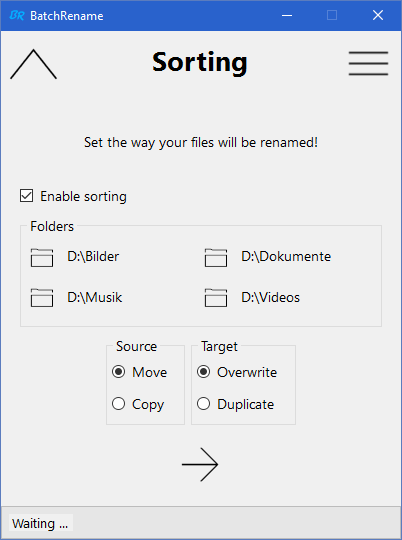 BR BatchRename
Sorting
Set the way your files will be renamed!
Enable sorting
Folders
D:\Bilder D:\Dokumente
D:\Musik D:\Videos
Source Target
Move Overwrite
Copy Duplicate
Waiting ...